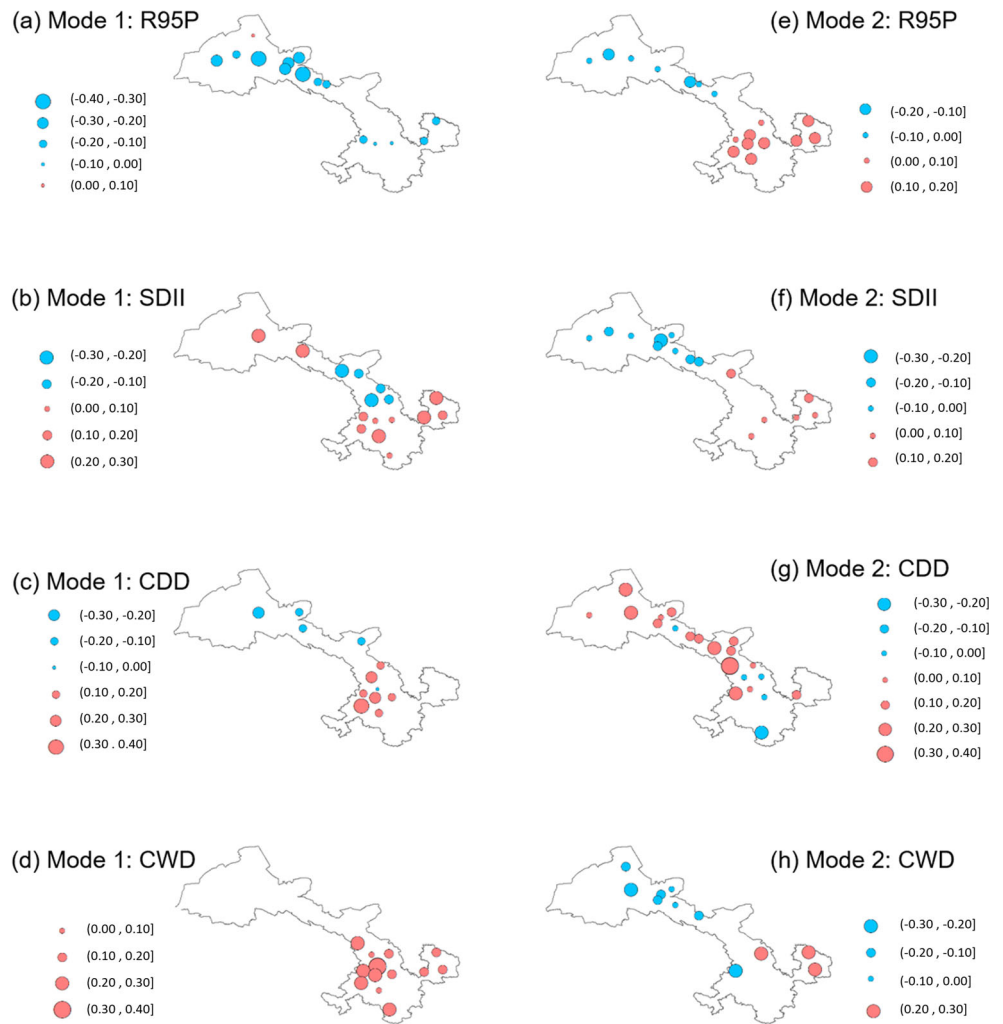 (a) Mode 1: R95P
(-0.40 , -0.30]
(-0.30 , -0.20]
(-0.20 , -0.10]
(-0.10 , 0.00]
(0.00 , 0.10]
(e) Mode 2: R95P
(-0.20 , -0.10]
(-0.10 , 0.00]
(0.00 , 0.10]
(0.10 , 0.20]
(b) Mode 1: SDII
(-0.30 , -0.20]
(-0.20 , -0.10]
(0.00 , 0.10]
(0.10 , 0.20]
(0.20 , 0.30]
(f) Mode 2: SDII
(-0.30 , -0.20]
(-0.20 , -0.10]
(-0.10 , 0.00]
(0.00 , 0.10]
(0.10 , 0.20]
(c) Mode 1: CDD
(-0.30 , -0.20]
(-0.20 , -0.10]
(-0.10 , 0.00]
(0.10 , 0.20]
(0.20 , 0.30]
(0.30 . 0.40]
(g) Mode 2: CDD
(-0.30 , -0.20]
(-0.20 , -0.10]
(-0.10 , 0.00]
(0.00 , 0.10]
(0.10 , 0.20]
(0.20 , 0.30]
(0.30 , 0.40]
(d) Mode 1: CWD
(0.00 , 0.10]
(0.10 , 0.20]
(0.20 , 0.30]
(0.30 , 0.40]
(h) Mode 2: CWD
(-0.30 , -0.20]
(-0.20 , -0.10]
(-0.10 , 0.00]
(0.20 , 0.30]